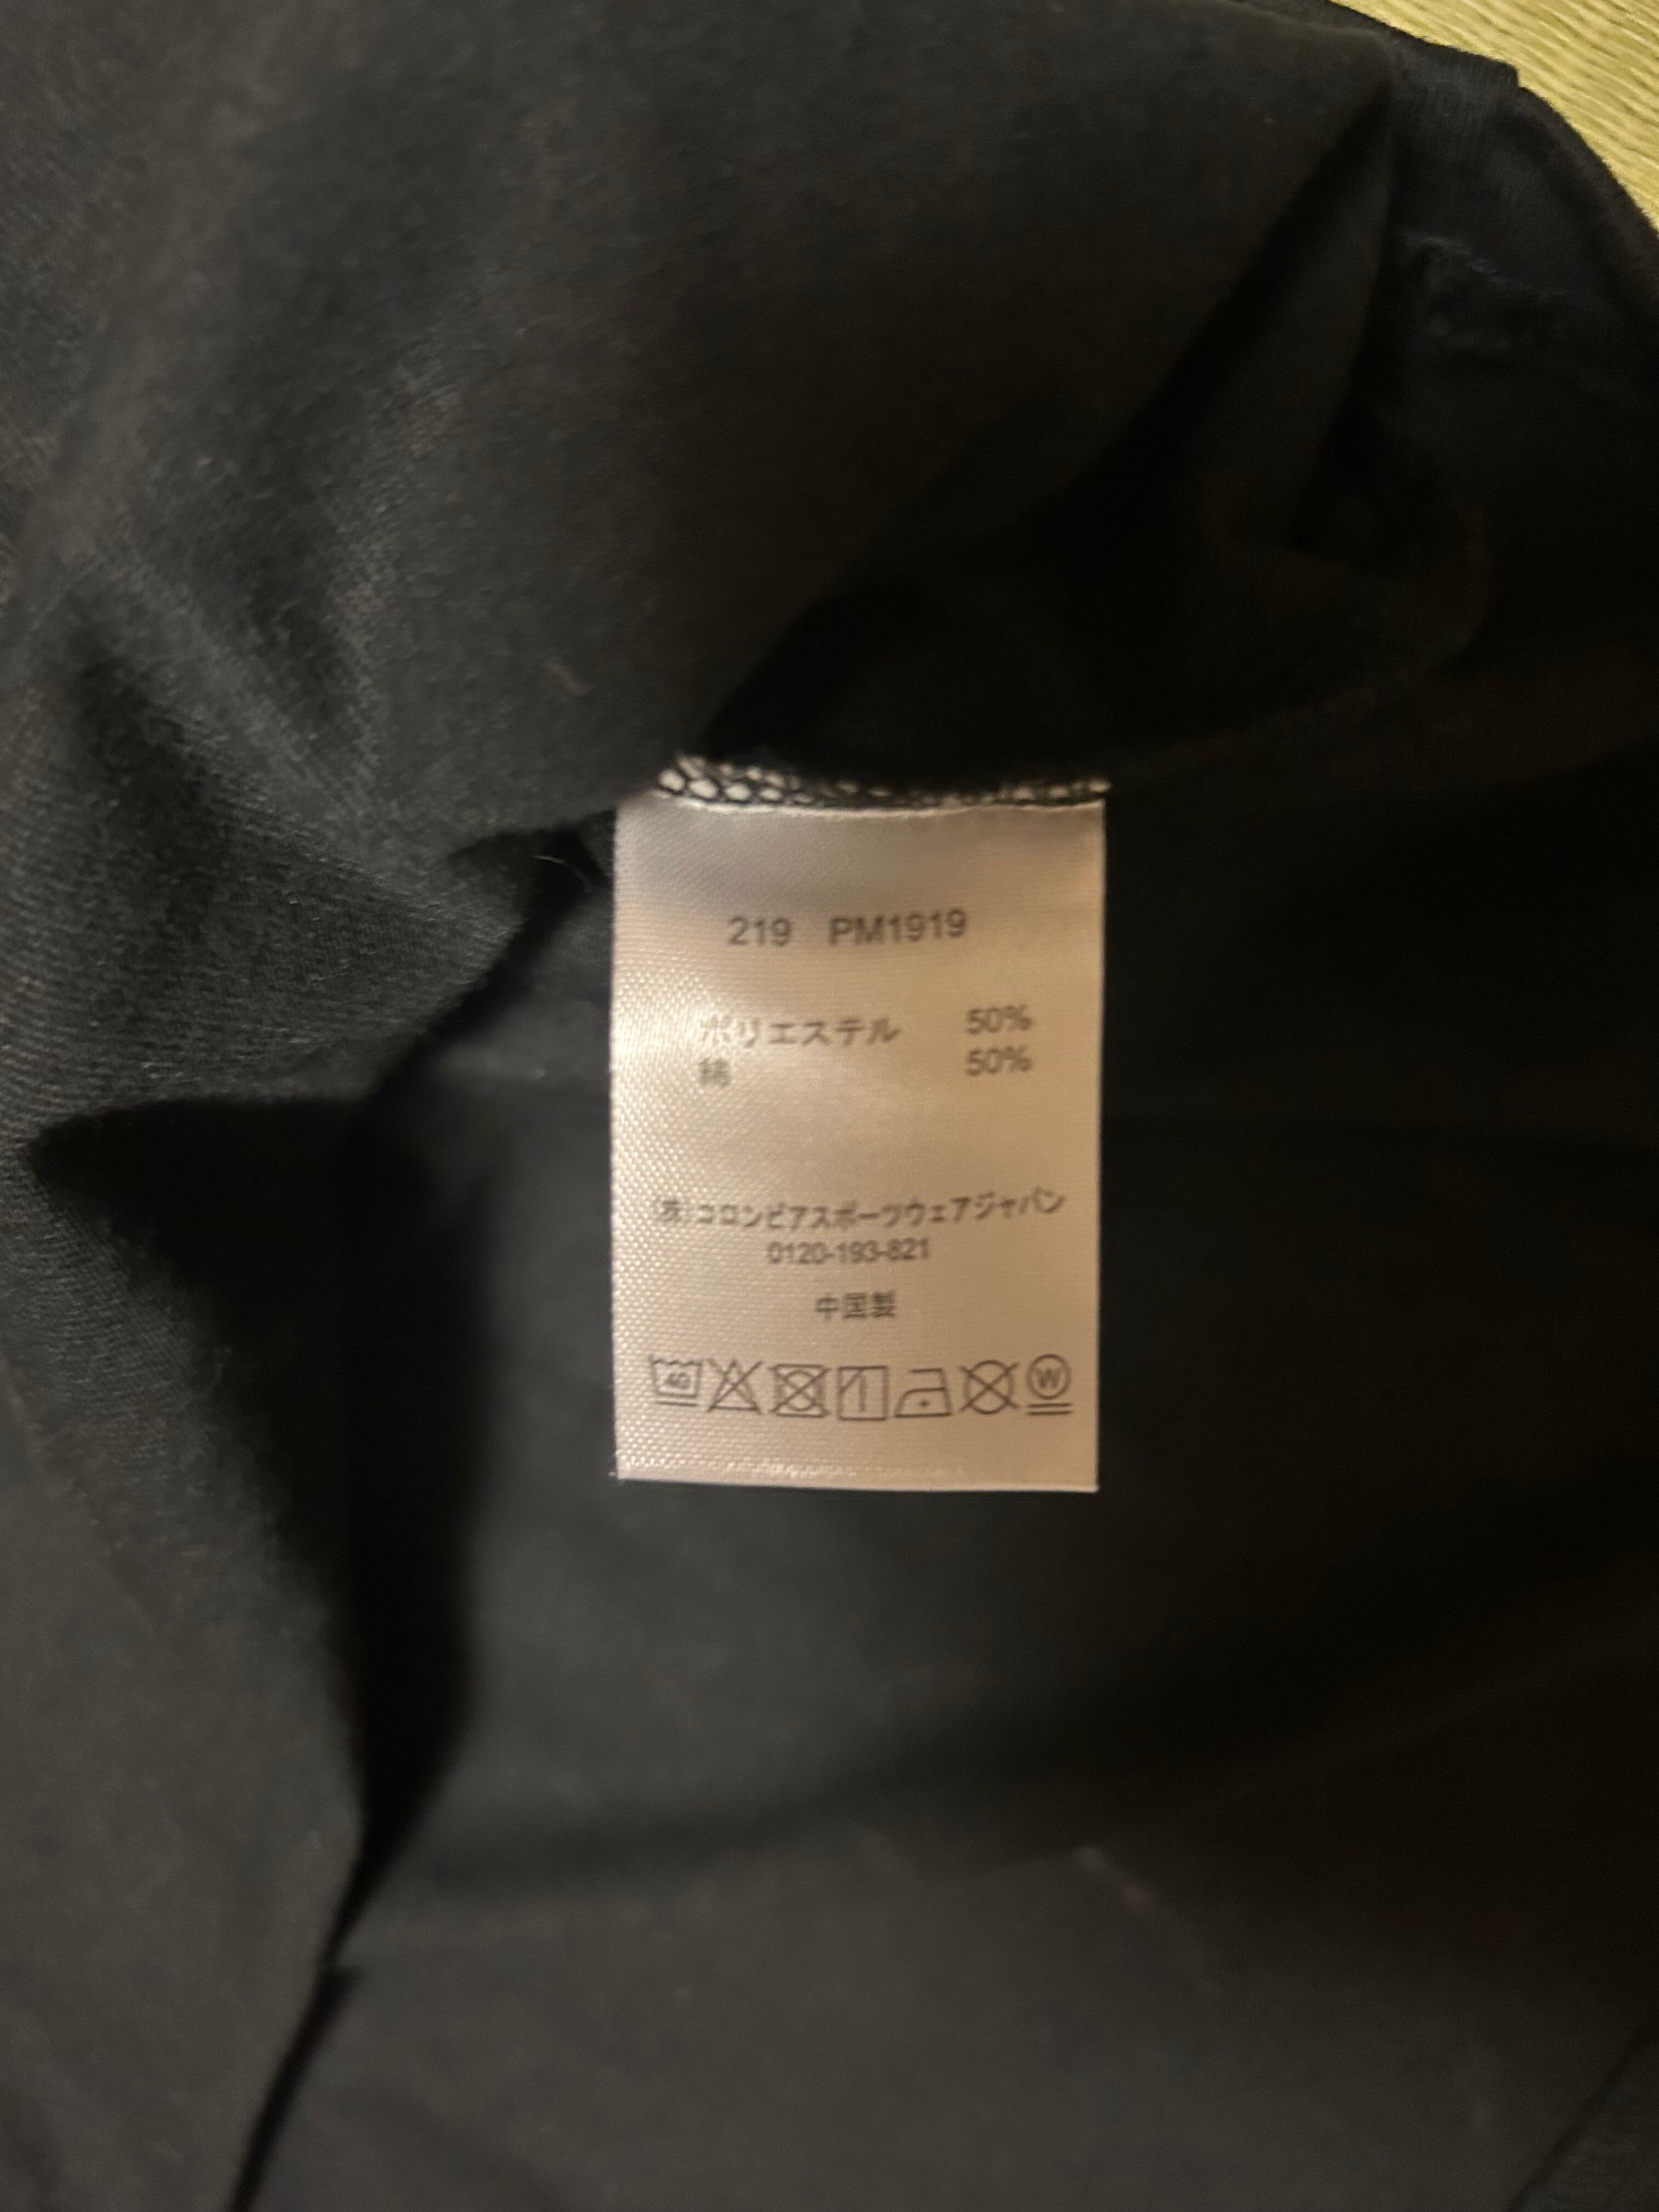 219 PM1919
ポリエステル 50%
綿 50%
(株)コロンビアスポーツウェアジャパン
0120-193-821
中国製
40 W